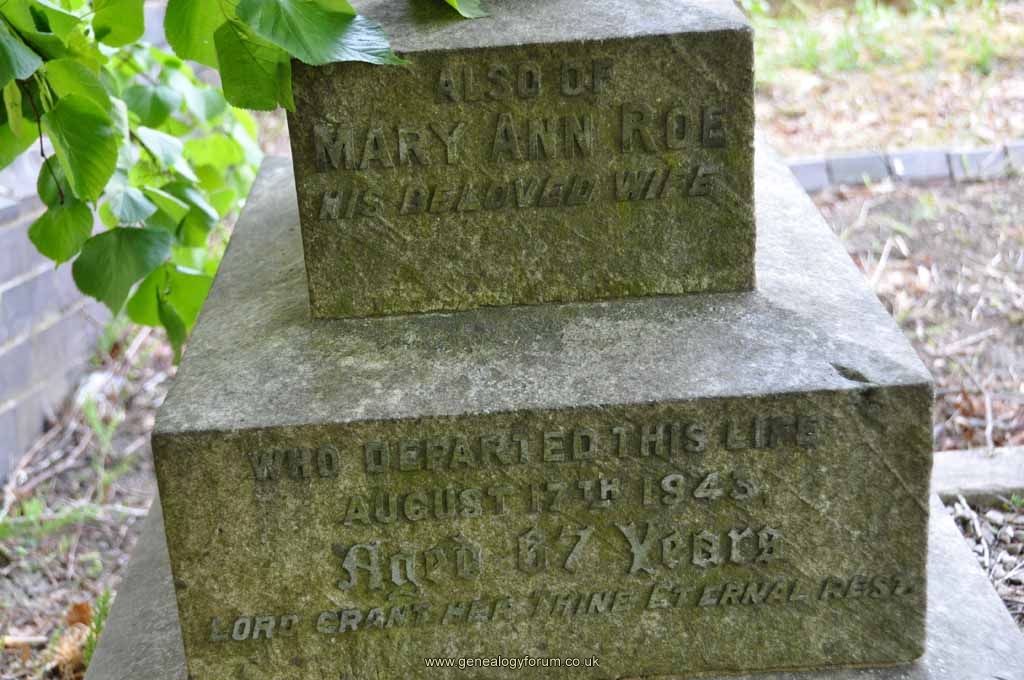 ALSO OF
MARY ANN ROE
HIS BELOVED WIFE
WHO DEPARTED THIS LIFE
AUGUST 17TH 1943.
Aged 67 Years
LORD GRANT HER THINE ETERNAL REST.
www.genealogyforum.co.uk